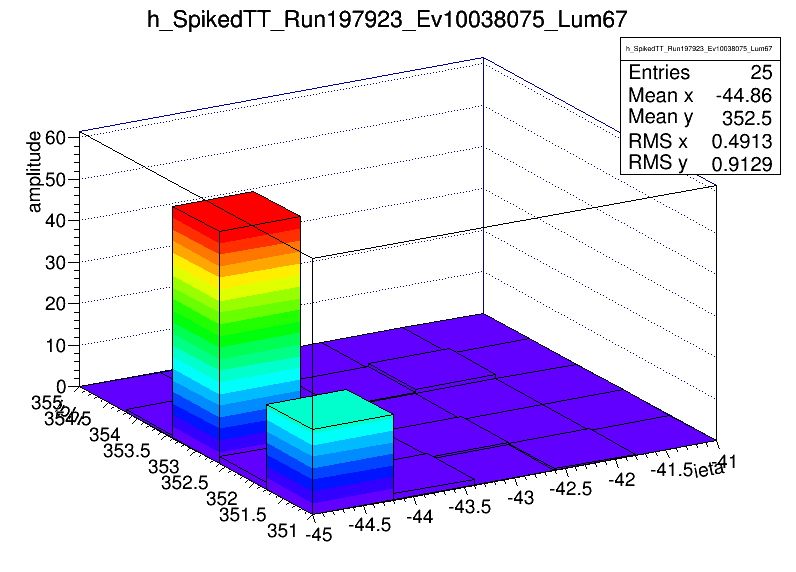 h_SpikedTT_Run197923_Ev10038075_Lum67
h_SpikedTT_Run197923_Ev10038075_Lum67
Entries 25
Mean x -44.86
Mean y 352.5
RMS x 0.4913
RMS y 0.9129
amplitude
60
50
40
30
20
10
0
355
354.5
354
353.5
353
352.5
352
351.5
351
-45
-44.5
-44
-43.5
-43
-42.5
-42
-41.5
-41
ieta